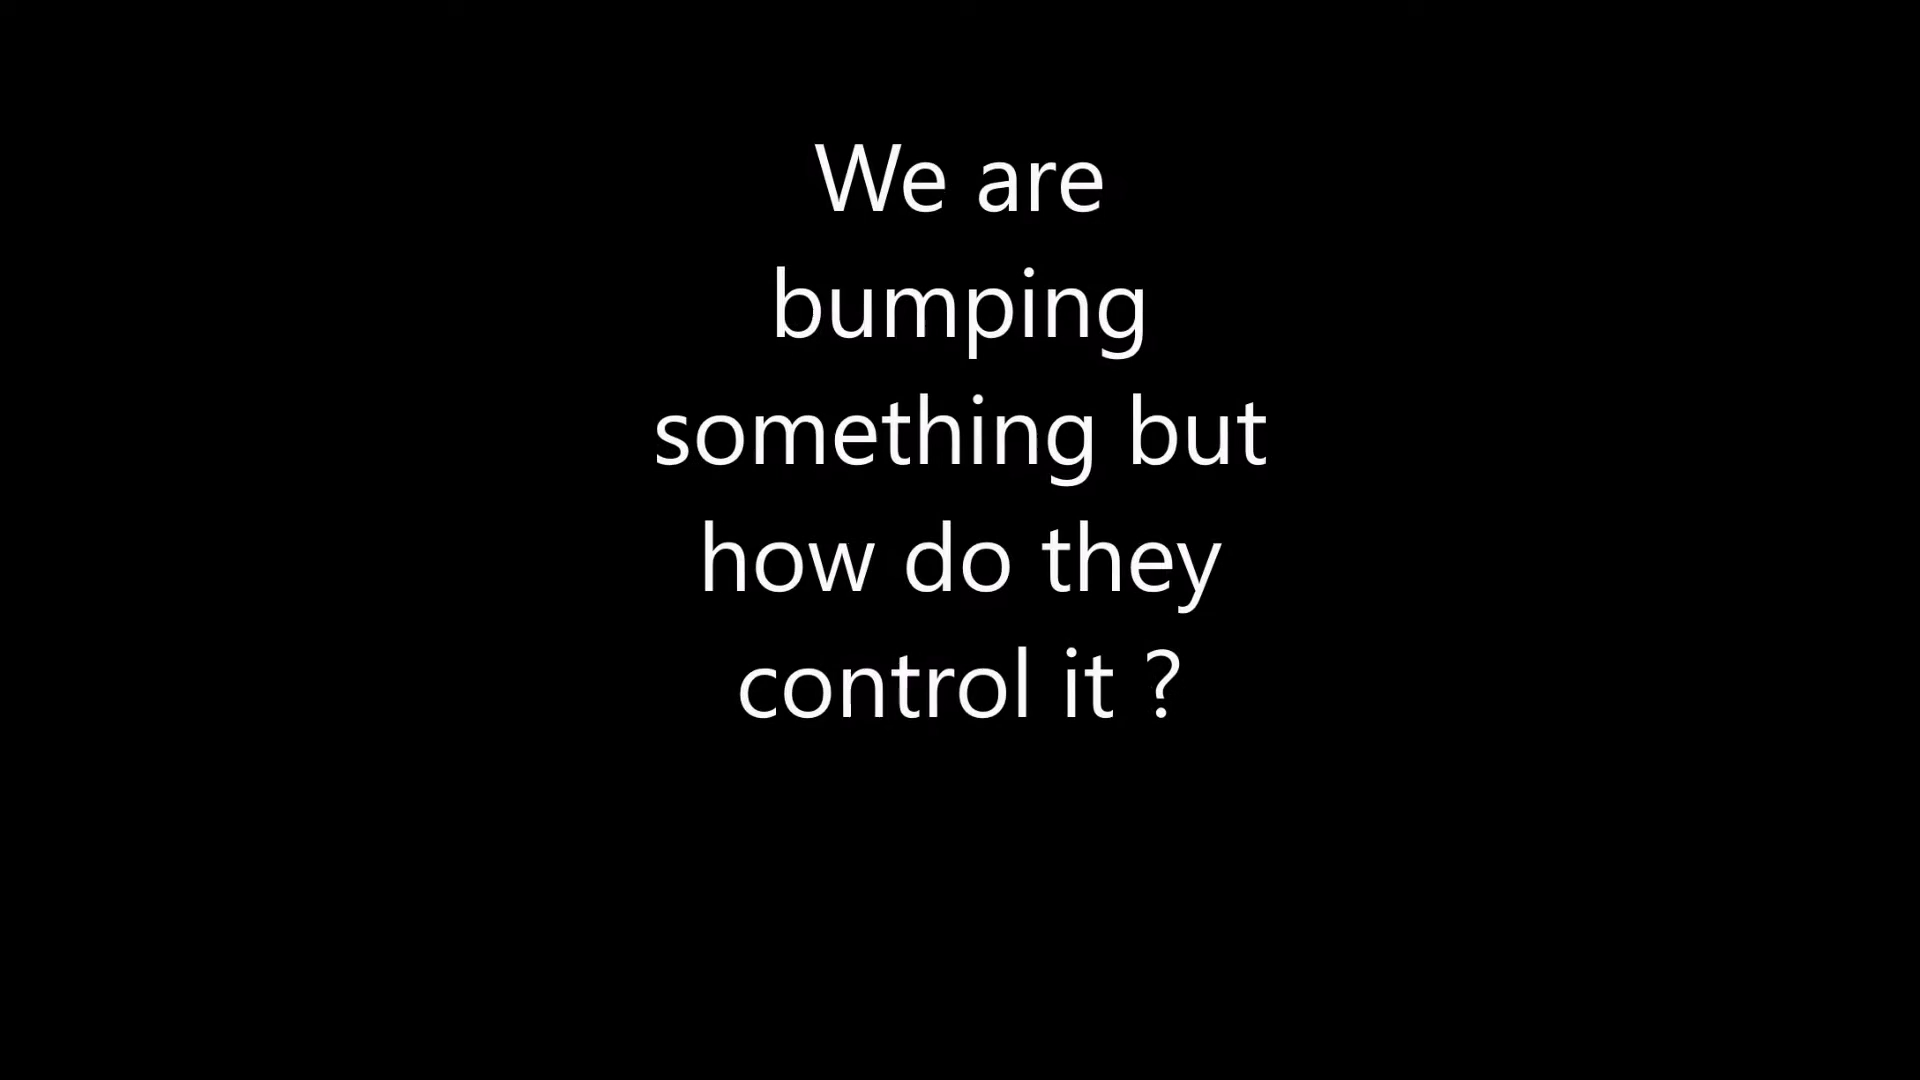 We are
bumping
something but
how do they
control it ?